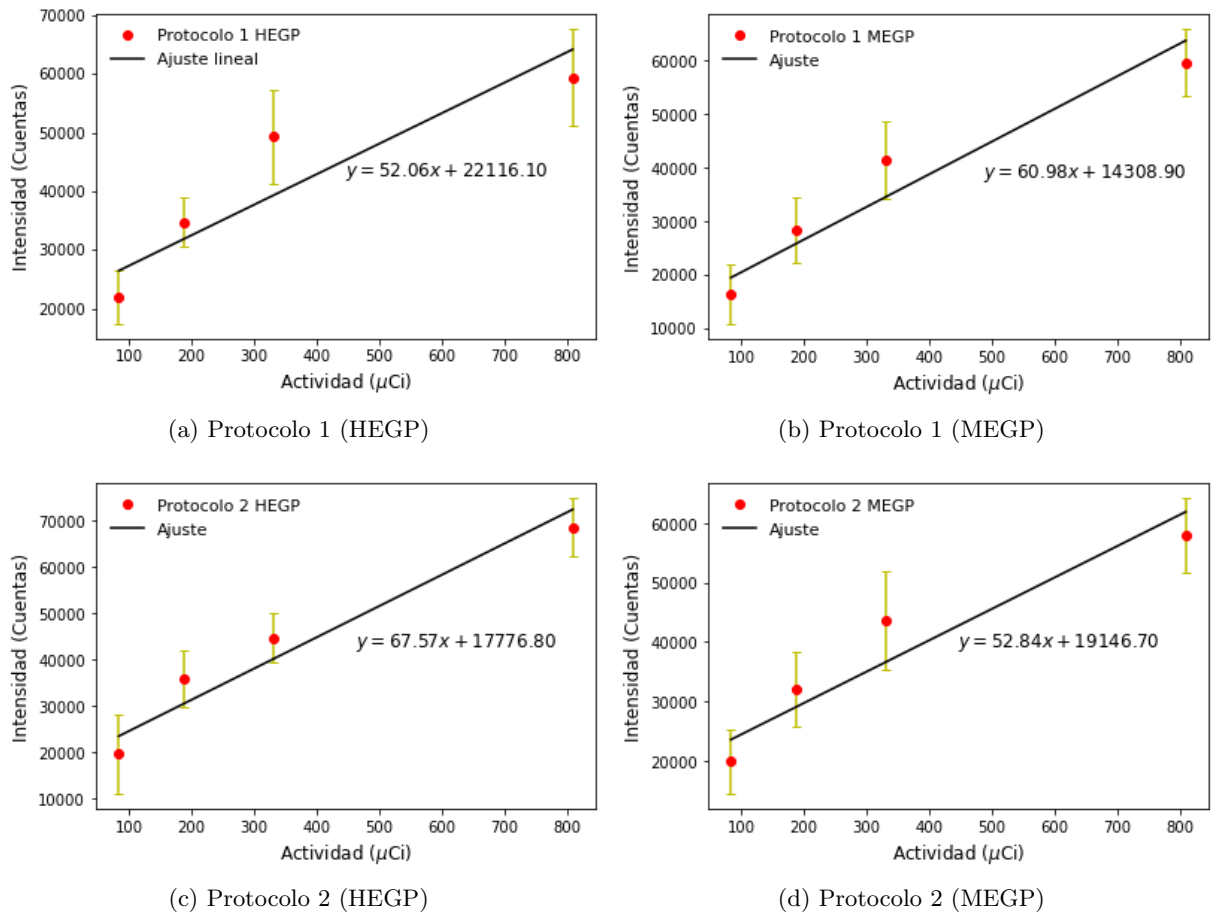 70000
60000
50000
40000
30000
20000
Intensidad (Cuentas)
Protocolo 1 HEGP
Ajuste lineal
y = 52.06x + 22116.10
100 200 300 400 500 600 700 800
Actividad (μCi)
(a) Protocolo 1 (HEGP)
60000
50000
40000
30000
20000
10000
Intensidad (Cuentas)
Protocolo 1 MEGP
Ajuste
y = 60.98x + 14308.90
100 200 300 400 500 600 700 800
Actividad (μCi)
(b) Protocolo 1 (MEGP)
70000
60000
50000
40000
30000
20000
10000
Intensidad (Cuentas)
Protocolo 2 HEGP
Ajuste
y = 67.57x + 17776.80
100 200 300 400 500 600 700 800
Actividad (μCi)
(c) Protocolo 2 (HEGP)
60000
50000
40000
30000
20000
Intensidad (Cuentas)
Protocolo 2 MEGP
Ajuste
y = 52.84x + 19146.70
100 200 300 400 500 600 700 800
Actividad (μCi)
(d) Protocolo 2 (MEGP)